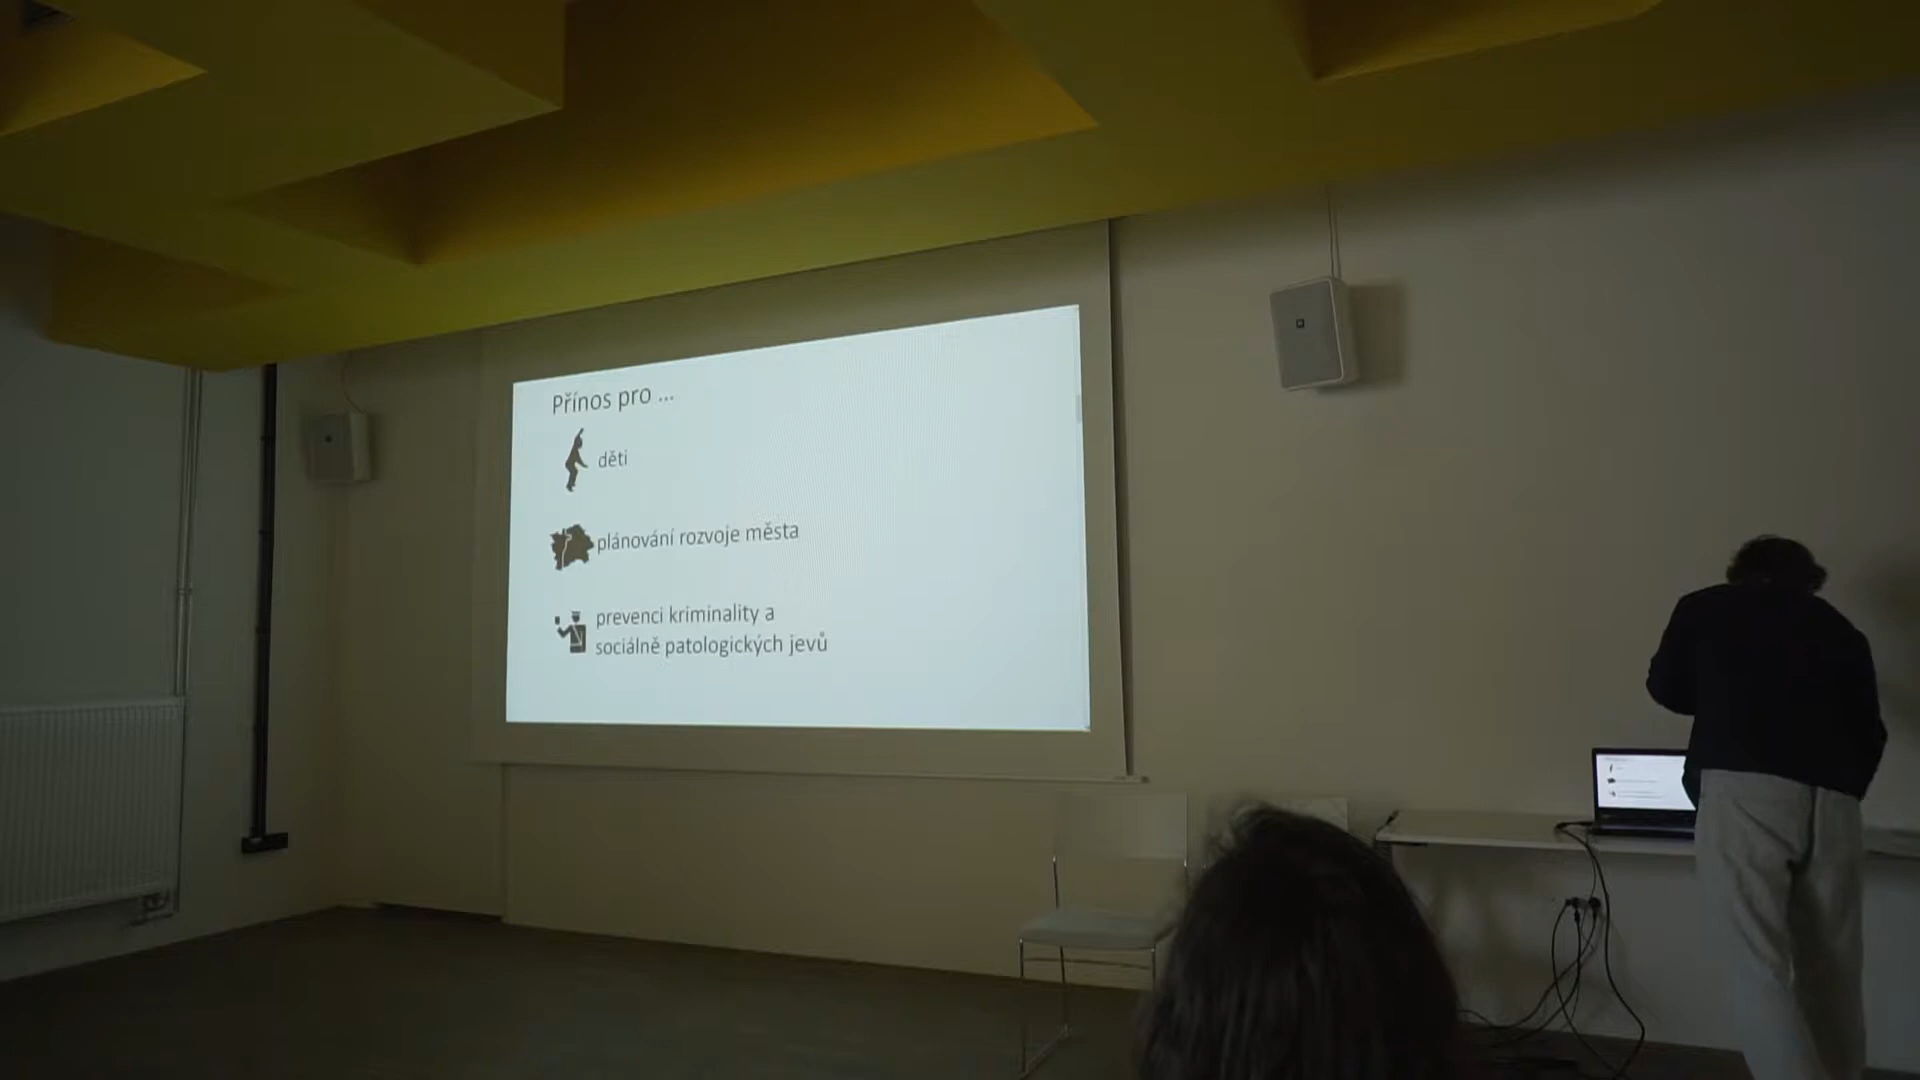 Přínos pro ...
děti
plánování rozvoje města
prevenci kriminality a
sociálně patologických jevů